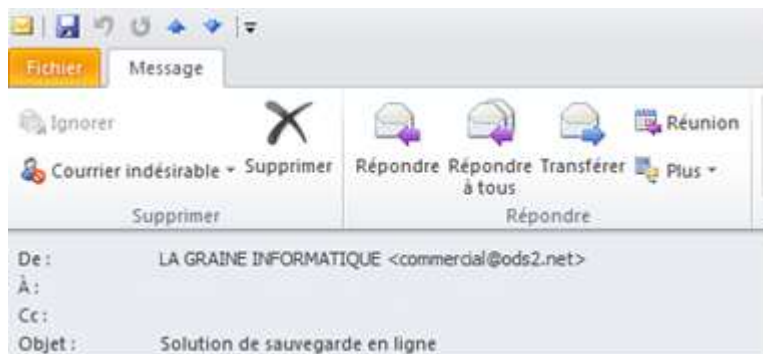 Fichier Message
Ignorer
Courrier indésirable Supprimer Répondre Répondre à tous Transférer Réunion Plus
Supprimer Répondre
De : LA GRAINE INFORMATIQUE <commercial@ods2.net>
À :
Cc :
Objet : Solution de sauvegarde en ligne